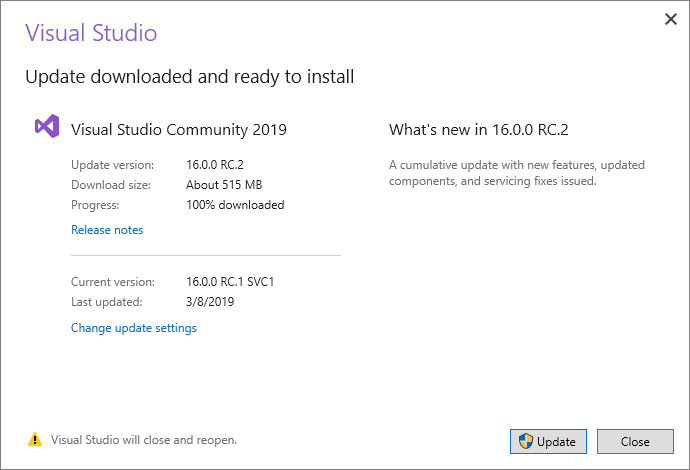 Visual Studio
Update downloaded and ready to install
Visual Studio Community 2019
Update version: 16.0.0 RC.2
Download size: About 515 MB
Progress: 100% downloaded
Release notes
Current version: 16.0.0 RC.1 SVC1
Last updated: 3/8/2019
Change update settings
What's new in 16.0.0 RC.2
A cumulative update with new features, updated
components, and servicing fixes issued.
Visual Studio will close and reopen.
Update
Close